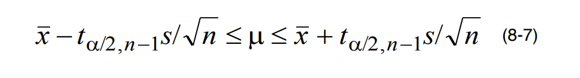 x̄ − t_{α/2, n−1} s/√n ≤ μ ≤ x̄ + t_{α/2, n−1} s/√n (8-7)